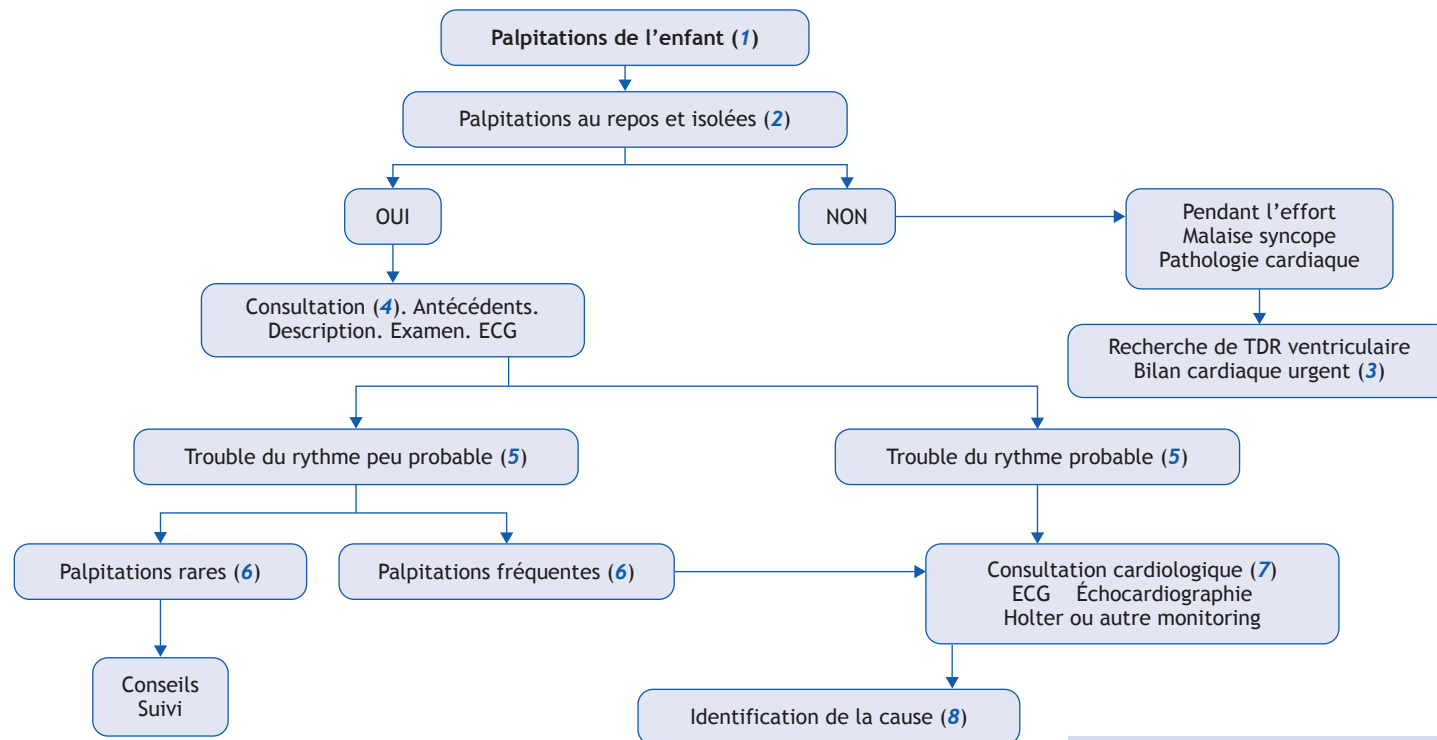 Palpitations de l'enfant (1)
Palpitations au repos et isolées (2)
OUI
NON
Pendant l'effort
Malaise syncope
Pathologie cardiaque
Consultation (4). Antécédents.
Description. Examen. ECG
Recherche de TDR ventriculaire
Bilan cardiaque urgent (3)
Trouble du rythme peu probable (5)
Trouble du rythme probable (5)
Palpitations rares (6)
Palpitations fréquentes (6)
Consultation cardiologique (7)
ECG Échocardiographie
Holter ou autre monitoring
Conseils
Suivi
Identification de la cause (8)